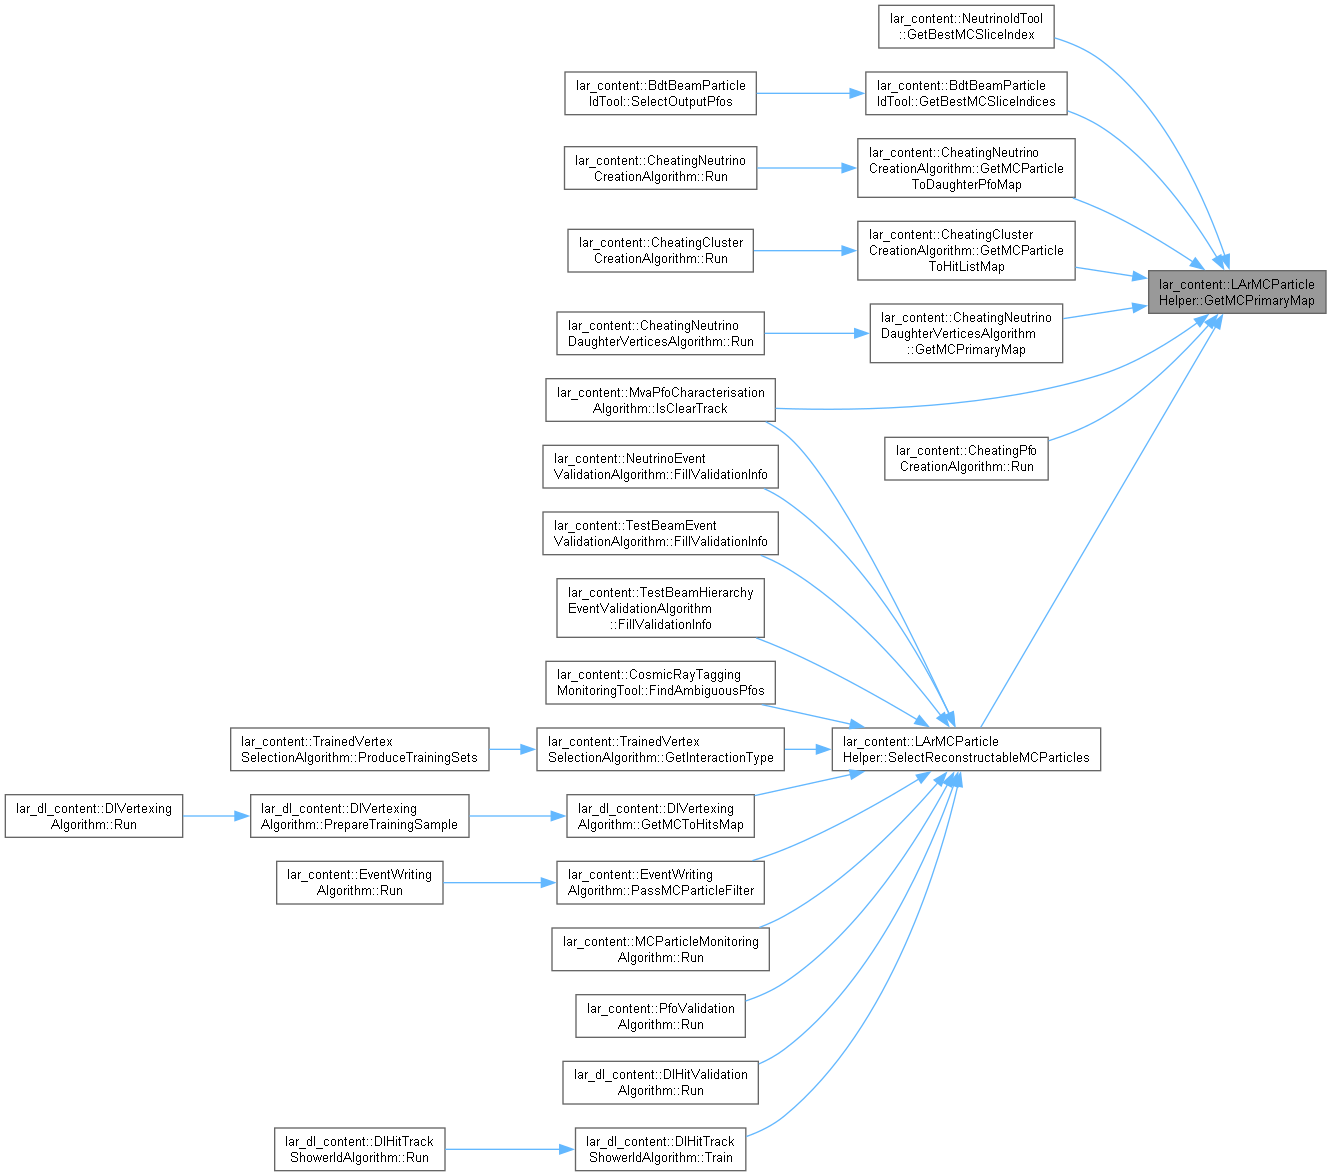 lar_content::NeutrinoIdTool
::GetBestMCSliceIndex
lar_content::BdtBeamParticle
IdTool::SelectOutputPfos
lar_content::BdtBeamParticle
IdTool::GetBestMCSliceIndices
lar_content::CheatingNeutrino
CreationAlgorithm::Run
lar_content::CheatingNeutrino
CreationAlgorithm::GetMCParticle
ToDaughterPfoMap
lar_content::CheatingCluster
CreationAlgorithm::Run
lar_content::CheatingCluster
CreationAlgorithm::GetMCParticle
ToHitListMap
lar_content::LArMCParticle
Helper::GetMCPrimaryMap
lar_content::CheatingNeutrino
DaughterVerticesAlgorithm::Run
lar_content::CheatingNeutrino
DaughterVerticesAlgorithm
::GetMCPrimaryMap
lar_content::MvaPfoCharacterisation
Algorithm::IsClearTrack
lar_content::CheatingPfo
CreationAlgorithm::Run
lar_content::NeutrinoEvent
ValidationAlgorithm::FillValidationInfo
lar_content::TestBeamEvent
ValidationAlgorithm::FillValidationInfo
lar_content::TestBeamHierarchy
EventValidationAlgorithm
::FillValidationInfo
lar_content::CosmicRayTagging
MonitoringTool::FindAmbiguousPfos
lar_content::TrainedVertex
SelectionAlgorithm::ProduceTrainingSets
lar_content::TrainedVertex
SelectionAlgorithm::GetInteractionType
lar_content::LArMCParticle
Helper::SelectReconstructableMCParticles
lar_dl_content::DlVertexing
Algorithm::Run
lar_dl_content::DlVertexing
Algorithm::PrepareTrainingSample
lar_dl_content::DlVertexing
Algorithm::GetMCToHitsMap
lar_content::EventWriting
Algorithm::Run
lar_content::EventWriting
Algorithm::PassMCParticleFilter
lar_content::MCParticleMonitoring
Algorithm::Run
lar_content::PfoValidation
Algorithm::Run
lar_dl_content::DlHitValidation
Algorithm::Run
lar_dl_content::DlHitTrack
ShowerIdAlgorithm::Run
lar_dl_content::DlHitTrack
ShowerIdAlgorithm::Train